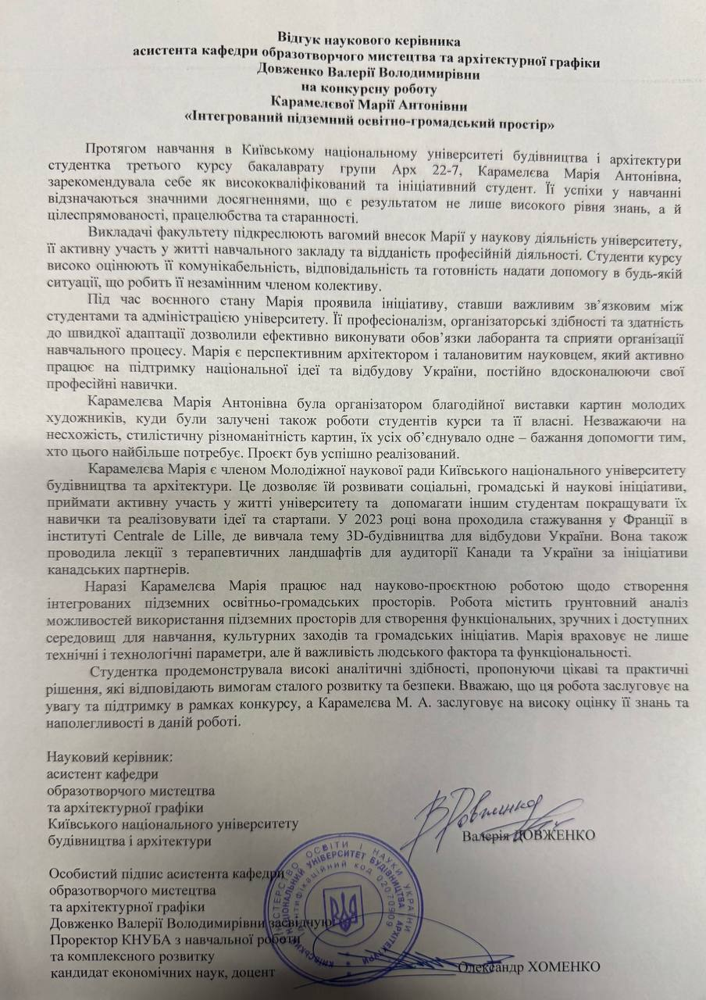 Відгук наукового керівника
асистента кафедри образотворчого мистецтва та архітектурної графіки
Довженко Валерії Володимирівни
на конкурсну роботу
Карамелєвої Марії Антонівни
«Інтегрований підземний освітно-громадський простір»
Протягом навчання в Київському національному університеті будівництва і архітектури
студентка третього курсу бакалаврату групи Арх 22-7, Карамелєва Марія Антонівна,
зарекомендувала себе як висококваліфікований та ініціативний студент. Її успіхи у навчанні
відзначаються значними досягненнями, що є результатом не лише високого рівня знань, а й
цілеспрямованості, працелюбства та старанності.
Викладачі факультету підкреслюють вагомий внесок Марії у наукову діяльність університету,
її активну участь у житті навчального закладу та відданість професійній діяльності. Студенти курсу
високо оцінюють її комунікабельність, відповідальність та готовність надати допомогу в будь-якій
ситуації, що робить її незамінним членом колективу.
Під час воєнного стану Марія проявила ініціативу, ставши важливим зв’язковим між
студентами та адміністрацією університету. Її професіоналізм, організаторські здібності та здатність
до швидкої адаптації дозволили ефективно виконувати обов’язки лаборанта та сприяти організації
навчального процесу. Марія є перспективним архітектором і талановитим науковцем, який активно
працює на підтримку національної ідеї та відбудову України, постійно вдосконалюючи свої
професійні навички.
Карамелєва Марія Антонівна була організатором благодійної виставки картин молодих
художників, куди були залучені також роботи студентів курси та її власні. Незважаючи на
несхожість, стилістичну різноманітність картин, їх усіх об’єднувало одне – бажання допомогти тим,
хто цього найбільше потребує. Проєкт був успішно реалізований.
Карамелєва Марія є членом Молодіжної наукової ради Київського національного університету
будівництва та архітектури. Це дозволяє їй розвивати соціальні, громадські й наукові ініціативи,
приймати активну участь у житті університету та допомагати іншим студентам покращувати їх
навички та реалізовувати ідеї та стартапи. У 2023 році вона проходила стажування у Франції в
інституті Centrale de Lille, де вивчала тему 3D-будівництва для відбудови України. Вона також
проводила лекції з терапевтичних ландшафтів для аудиторії Канади та України за ініціативи
канадських партнерів.
Наразі Карамелєва Марія працює над науково-проєктною роботою щодо створення
інтегрованих підземних освітньо-громадських просторів. Робота містить ґрунтовний аналіз
можливостей використання підземних просторів для створення функціональних, зручних і доступних
середовищ для навчання, культурних заходів та громадських ініціатив. Марія враховує не лише
технічні і технологічні параметри, але й важливість людського фактора та функціональності.
Студентка продемонструвала високі аналітичні здібності, пропонуючи цікаві та практичні
рішення, які відповідають вимогам сталого розвитку та безпеки. Вважаю, що ця робота заслуговує на
увагу та підтримку в рамках конкурсу, а Карамелєва М. А. заслуговує на високу оцінку її знань та
наполегливості в даній роботі.
Науковий керівник:
асистент кафедри
образотворчого мистецтва
та архітектурної графіки
Київського національного університету
будівництва і архітектури
В Довженко
Валерія ДОВЖЕНКО
Особистий підпис асистента кафедри
образотворчого мистецтва
та архітектурної графіки
Довженко Валерії Володимирівни засвідчую
Проректор КНУБА з навчальної роботи
та комплексного розвитку
кандидат економічних наук, доцент
Олександр ХОМЕНКО
МІНІСТЕРСТВО ОСВІТИ І НАУКИ УКРАЇНИ
КИЇВСЬКИЙ НАЦІОНАЛЬНИЙ УНІВЕРСИТЕТ БУДІВНИЦТВА І АРХІТЕКТУРИ
Ідентифікаційний код 02070909